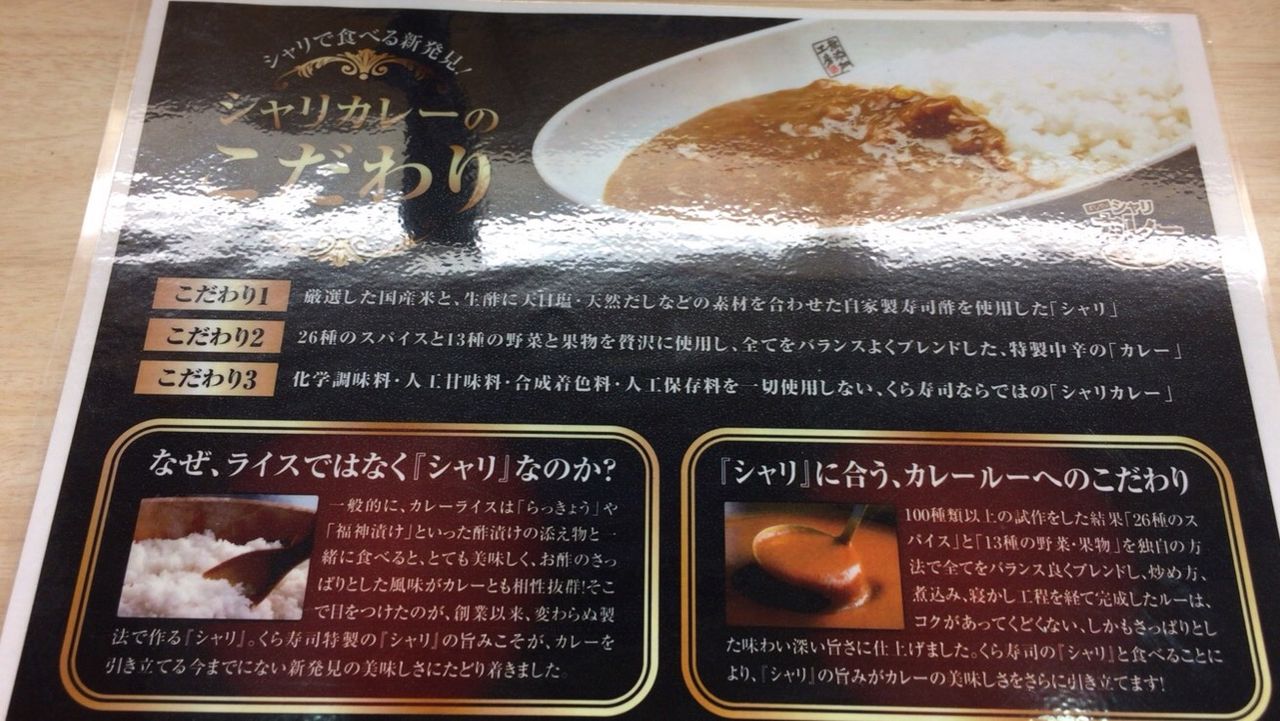 シャリで食べる新発見!
シャリカレーの
こだわり
シャリ
カレー
こだわり1 厳選した国産米と、生酢に天日塩・天然だしなどの素材を合わせた自家製寿司酢を使用した「シャリ」
こだわり2 26種のスパイスと13種の野菜と果物を贅沢に使用し、全てをバランスよくブレンドした、特製中辛の「カレー」
こだわり3 化学調味料・人工甘味料・合成着色料・人工保存料を一切使用しない、くら寿司ならではの「シャリカレー」
なぜ、ライスではなく『シャリ』なのか?
一般的に、カレーライスは「らっきょう」や
「福神漬け」といった酢漬けの添え物と一
緒に食べると、とても美味しく、お酢のさっ
ぱりとした風味がカレーとも相性抜群!そこ
で目をつけたのが、創業以来、変わらぬ製
法で作る『シャリ』。くら寿司特製の『シャリ』の旨みこそが、カレーを
引き立てる今までにない新発見の美味しさにたどり着きました。
『シャリ』に合う、カレールーへのこだわり
100種類以上の試作をした結果「26種のス
パイス」と「13種の野菜・果物」を独自の方
法で全てをバランス良くブレンドし、炒め方、
煮込み、寝かし工程を経て完成したルーは、
コクがあってくどくない、しかもさっぱりとし
た味わい深い旨さに仕上げました。くら寿司の『シャリ』と食べることに
より、『シャリ』の旨みがカレーの美味しさをさらに引き立てます!